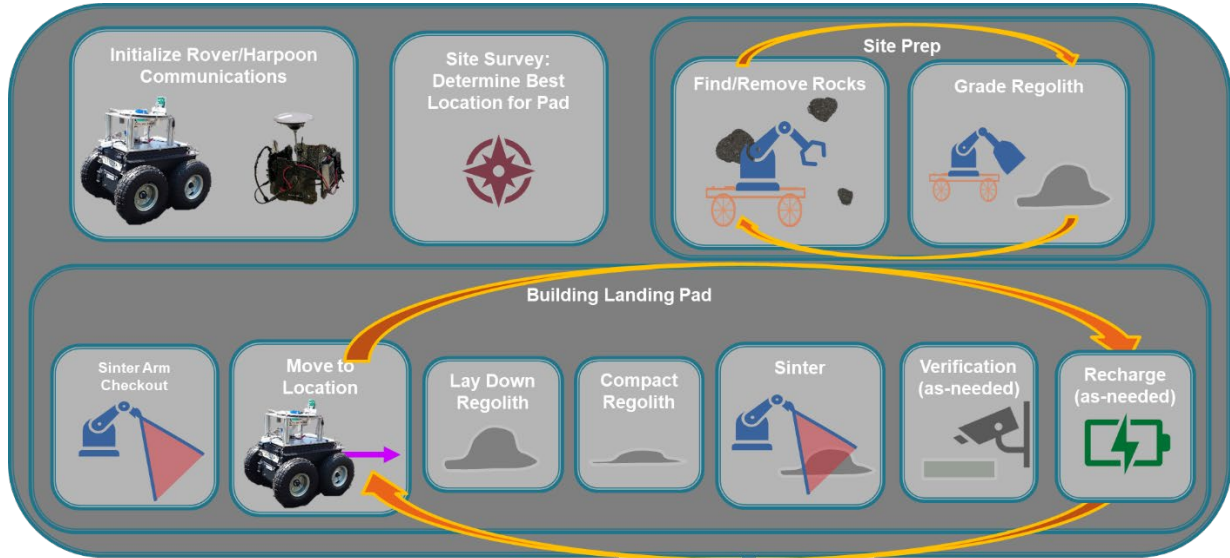 Initialize Rover/Harpoon
Communications
Site Survey:
Determine Best
Location for Pad
Site Prep
Find/Remove Rocks
Grade Regolith
Building Landing Pad
Sinter Arm
Checkout
Move to
Location
Lay Down
Regolith
Compact
Regolith
Sinter
Verification
(as-needed)
Recharge
(as-needed)